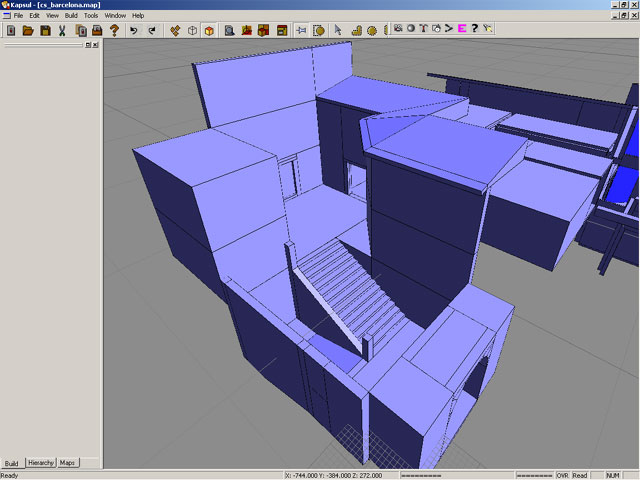 Kapsul - [cs_barcelona.map]
File Edit View Build Tools Window Help
Build Hierarchy Maps
Ready X: -744.000 Y: -384.000 Z: 272.000 OVR Read NUM